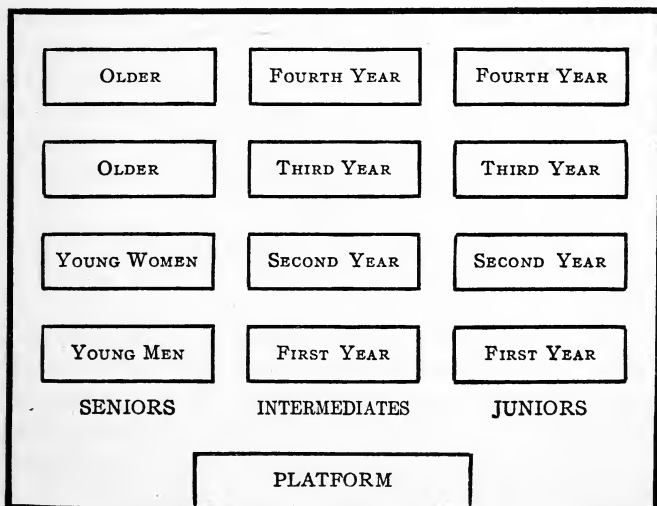 OLDER FOURTH YEAR FOURTH YEAR
OLDER THIRD YEAR THIRD YEAR
YOUNG WOMEN SECOND YEAR SECOND YEAR
YOUNG MEN FIRST YEAR FIRST YEAR
SENIORS INTERMEDIATES JUNIORS
PLATFORM